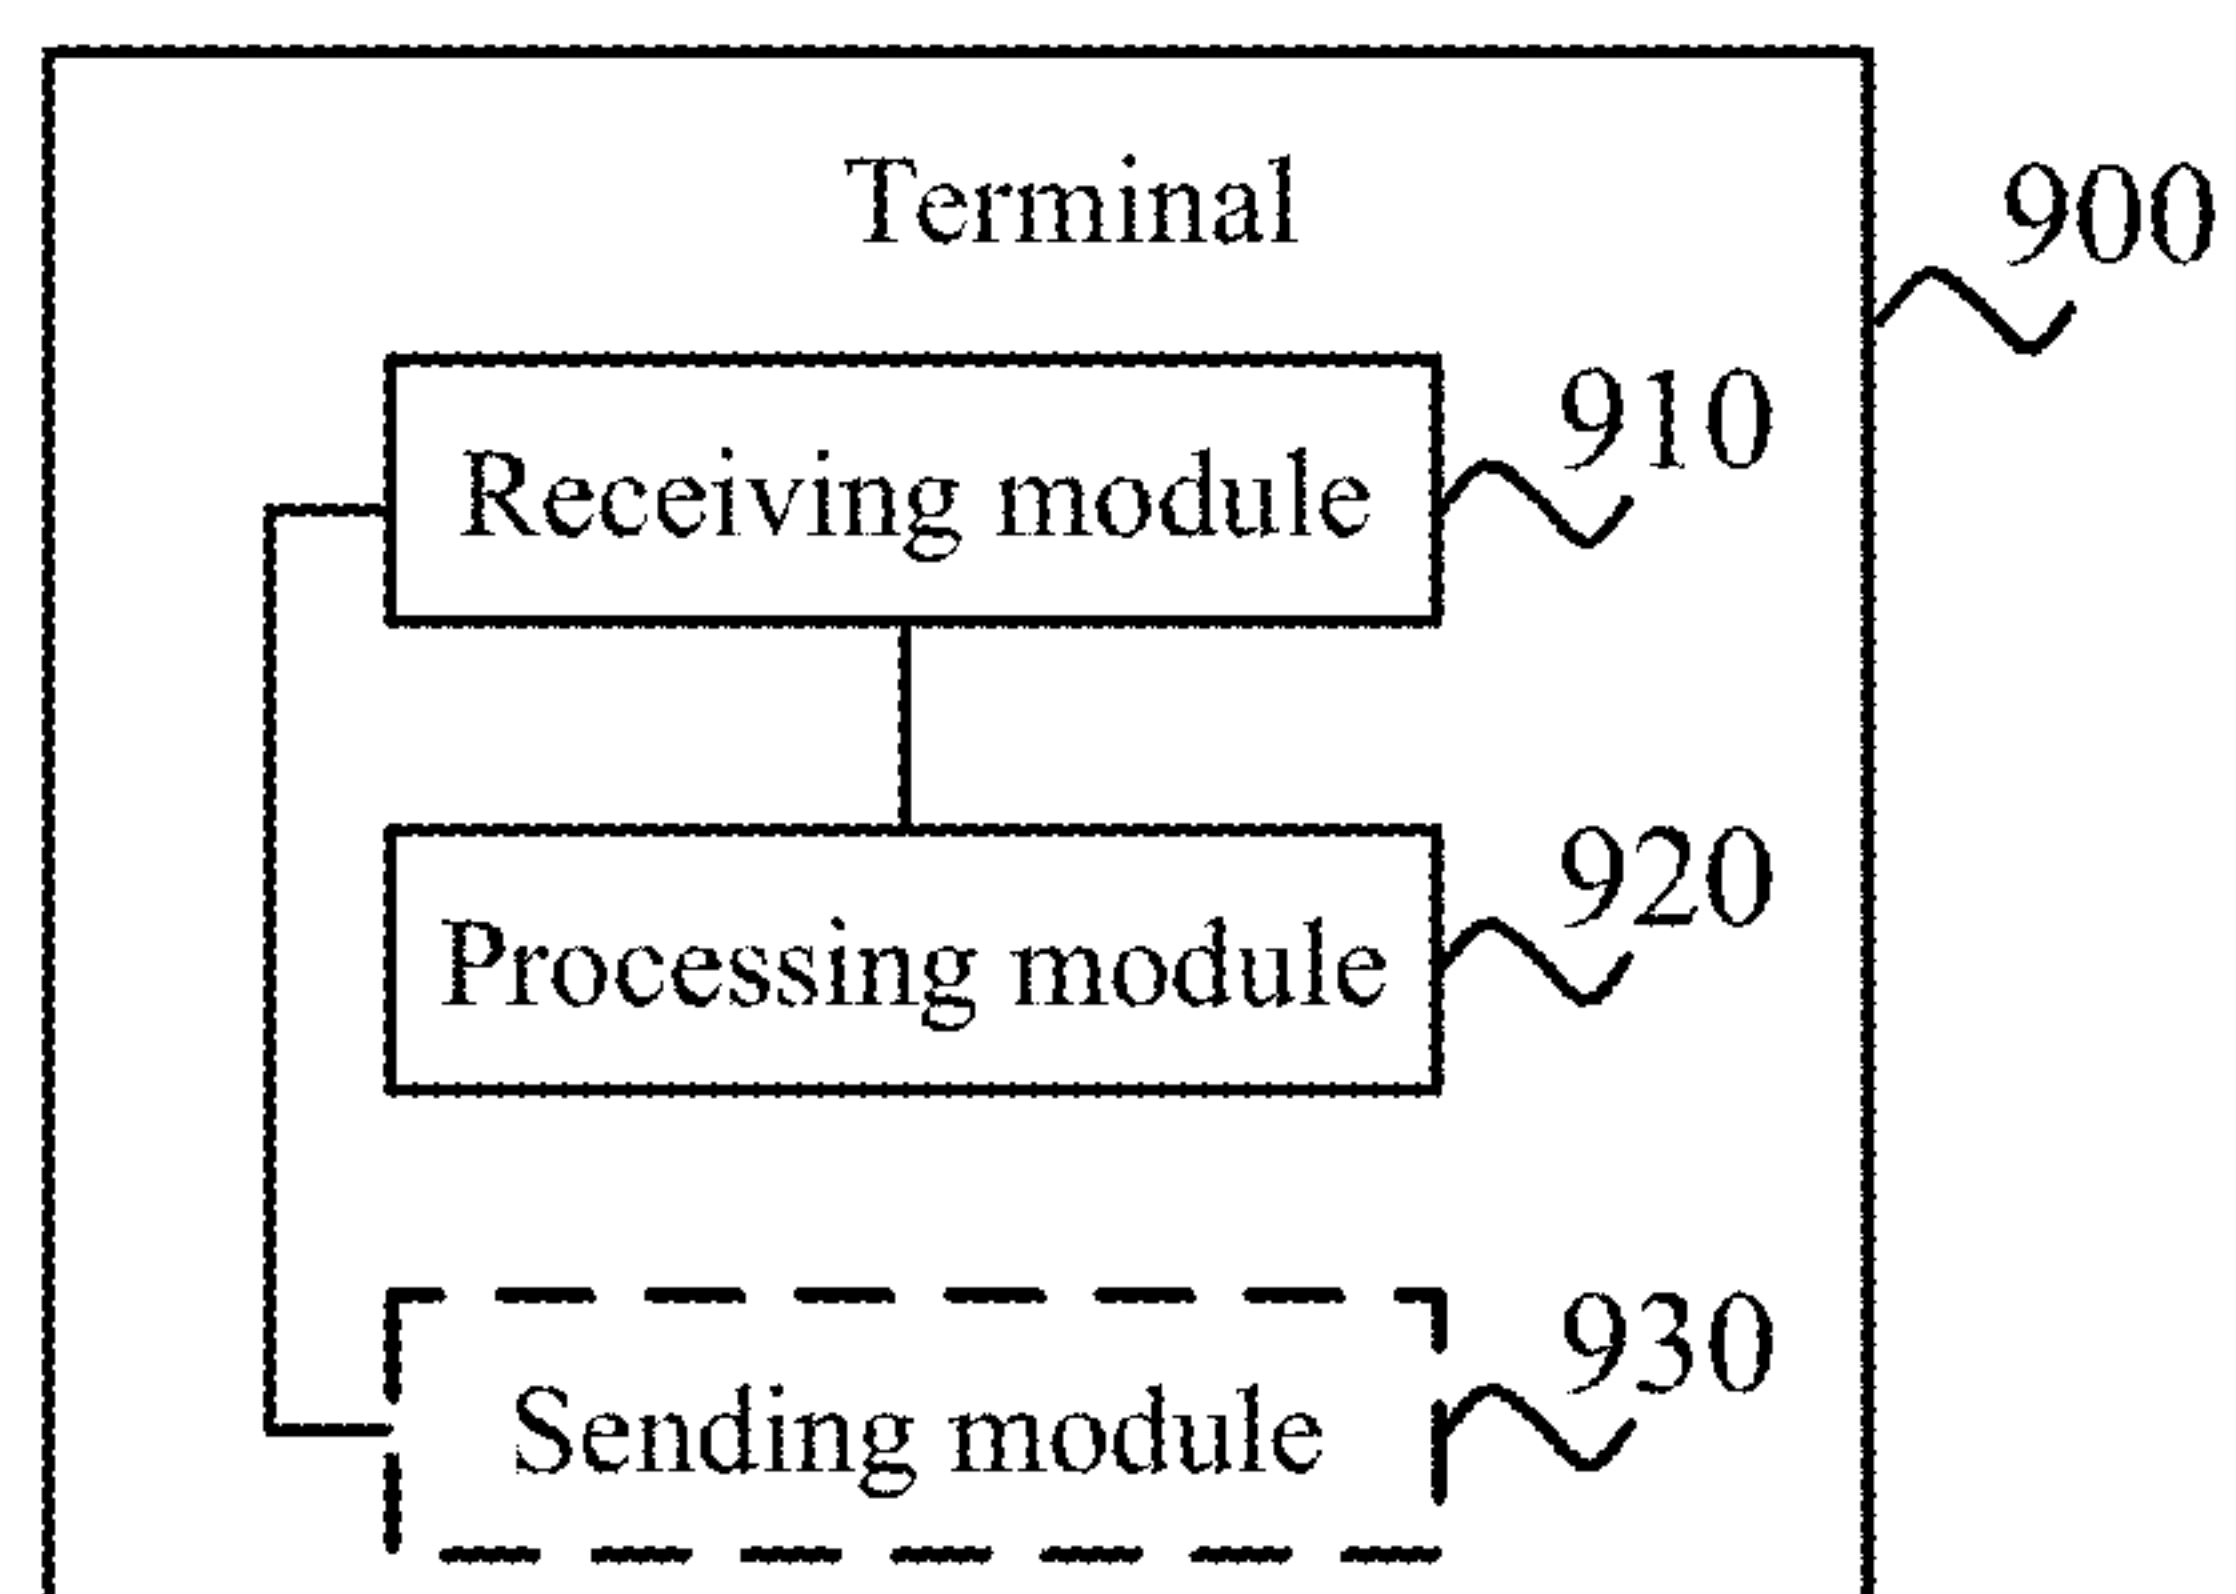 Terminal
900
Receiving module
910
Processing module
920
Sending module
930